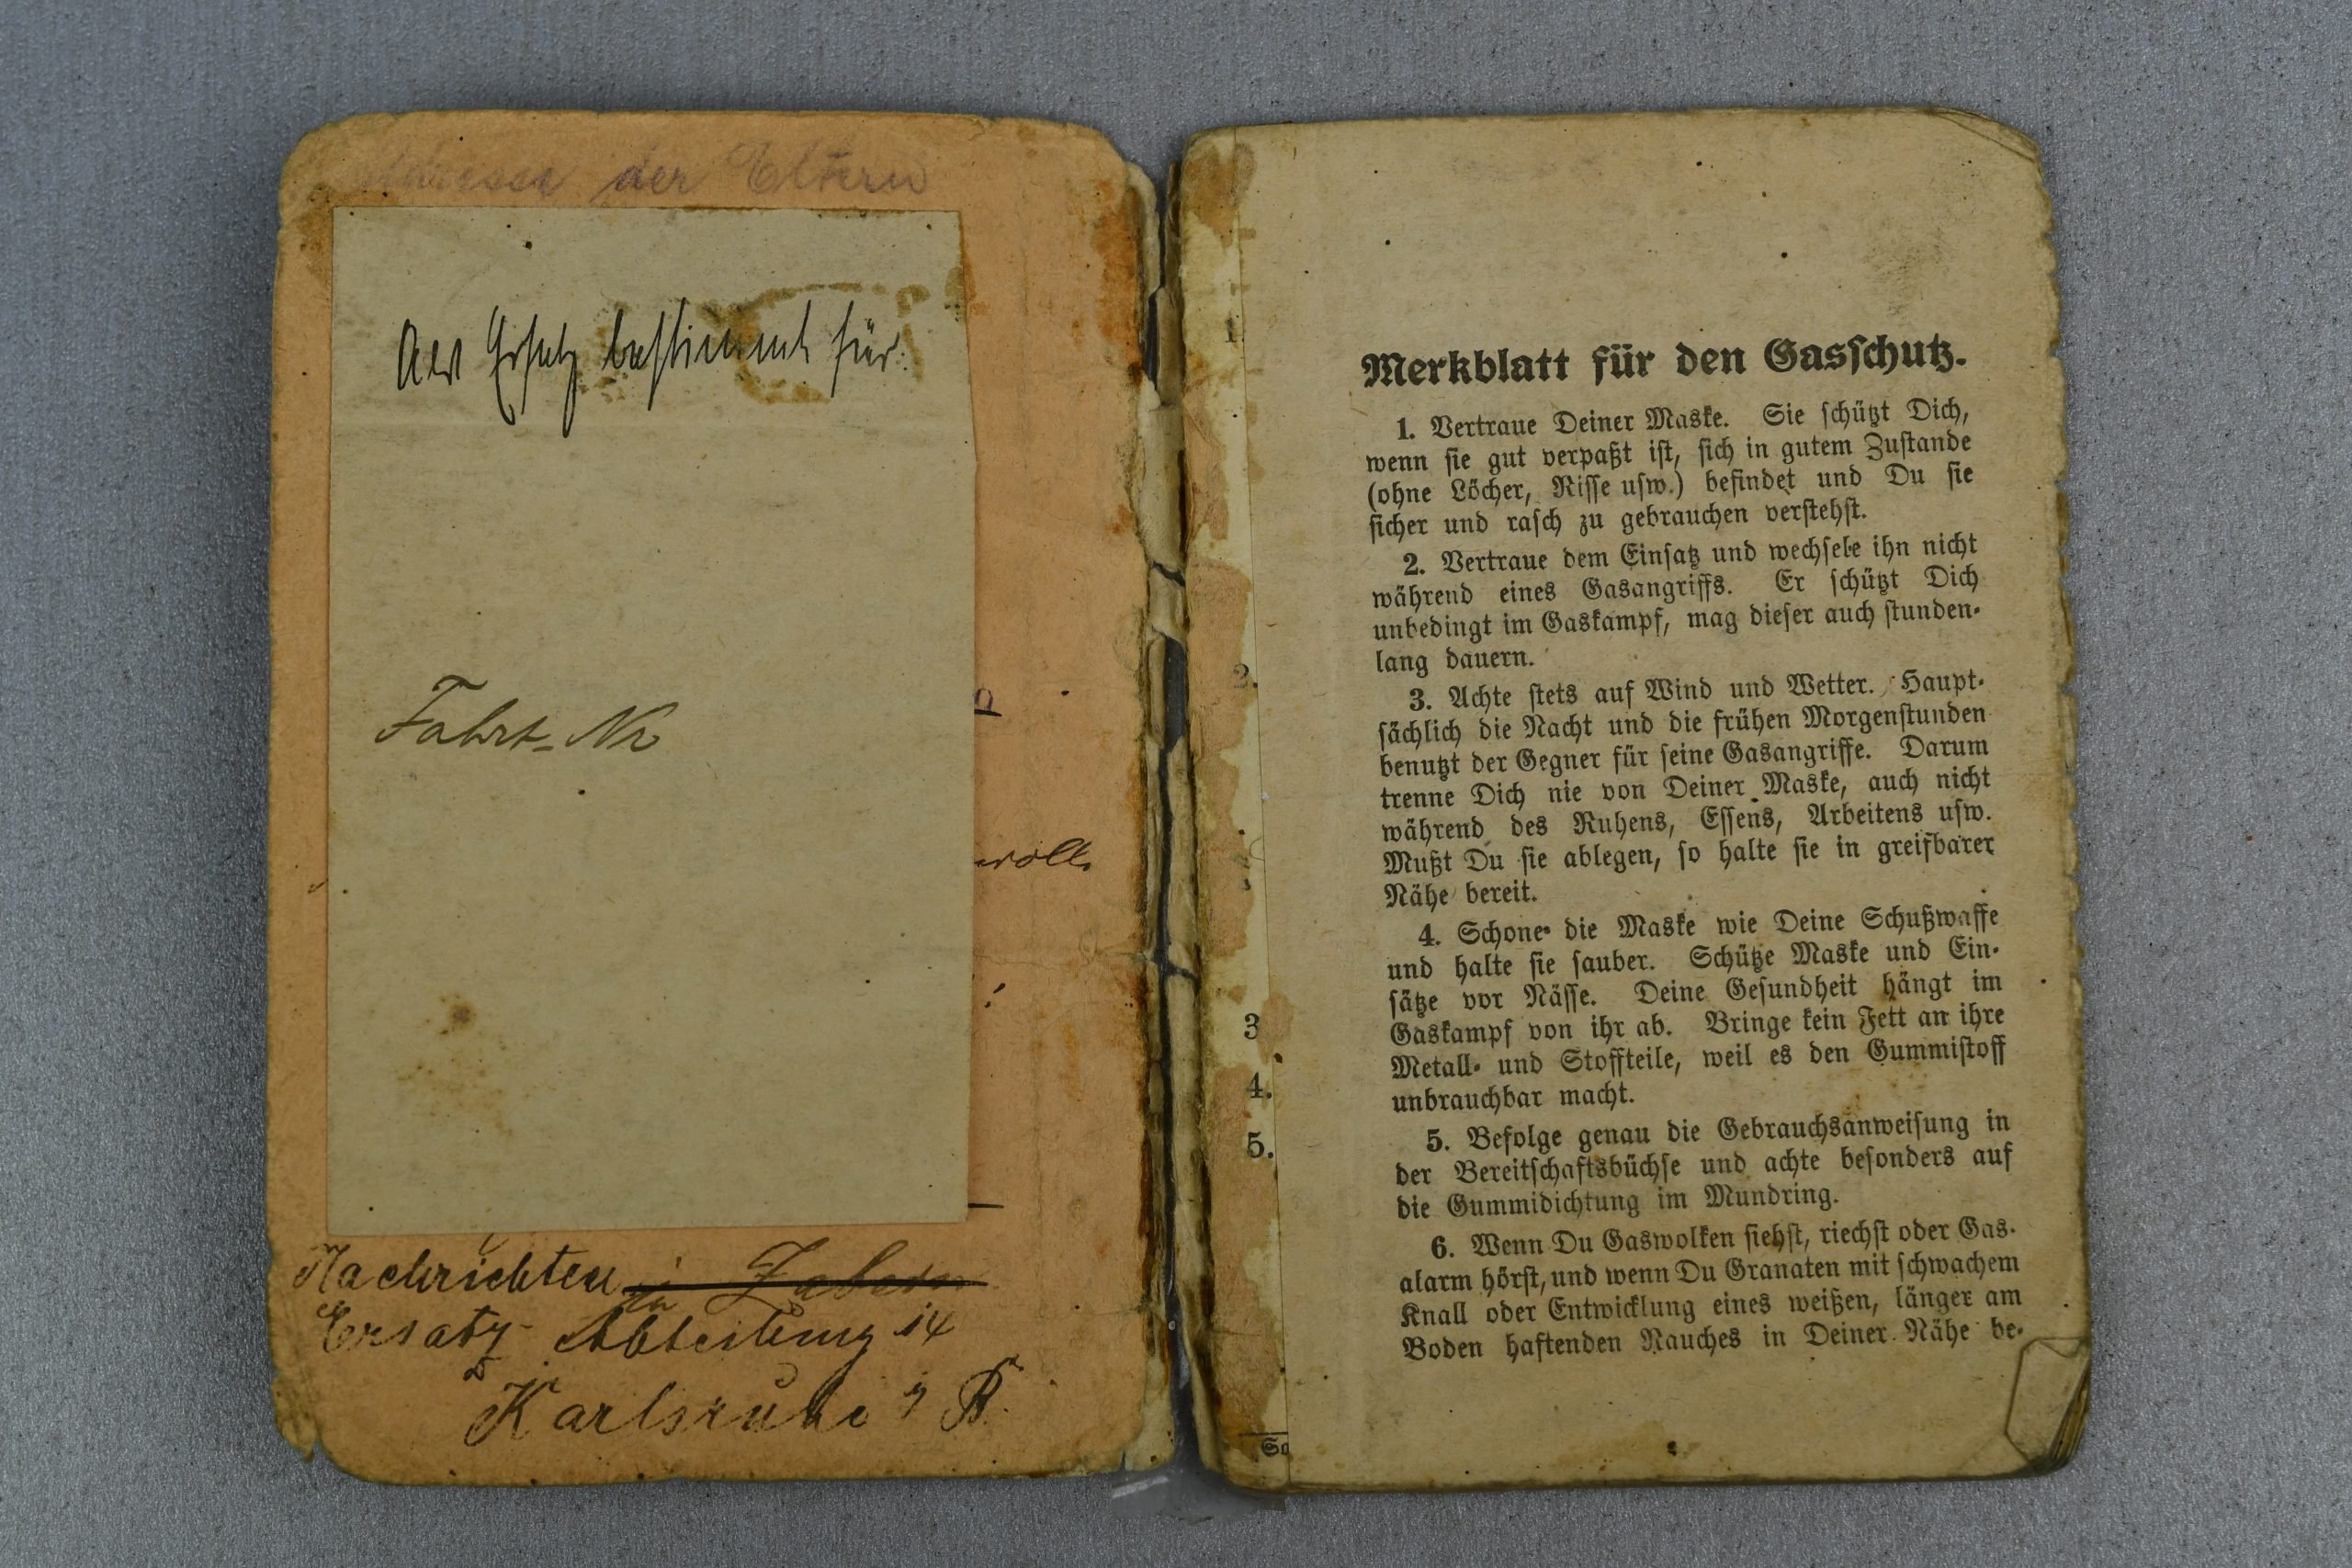 Adresse der Eltern
Als Ersatz bestimmt für:
Fahrt-Nr
Nachrichten
Ersatz-Abteilung 14
Karlsruhe i B.
1.
2.
3
4.
5.
Merkblatt für den Gasſchutz.
1. Vertraue Deiner Maske. Sie ſchützt Dich,
wenn ſie gut verpaßt iſt, ſich in gutem Zuſtande
(ohne Löcher, Riſſe uſw.) befindet und Du ſie
ſicher und raſch zu gebrauchen verſtehſt.
2. Vertraue dem Einſatz und wechſele ihn nicht
während eines Gasangriffs. Er ſchützt Dich
unbedingt im Gaskampf, mag dieſer auch ſtunden-
lang dauern.
3. Achte ſtets auf Wind und Wetter. Haupt-
ſächlich die Nacht und die frühen Morgenſtunden
benutzt der Gegner für ſeine Gasangriffe. Darum
trenne Dich nie von Deiner Maske, auch nicht
während des Ruhens, Eſſens, Arbeitens uſw.
Mußt Du ſie ablegen, ſo halte ſie in greifbarer
Nähe bereit.
4. Schone die Maske wie Deine Schußwaffe
und halte ſie ſauber. Schütze Maske und Ein-
ſätze vor Näſſe. Deine Geſundheit hängt im
Gaskampf von ihr ab. Bringe kein Fett an ihre
Metall- und Stoffteile, weil es den Gummiſtoff
unbrauchbar macht.
5. Befolge genau die Gebrauchsanweiſung in
der Bereitſchaftsbüchſe und achte beſonders auf
die Gummidichtung im Mundring.
6. Wenn Du Gaswolken ſiehſt, riechſt oder Gas-
alarm hörſt, und wenn Du Granaten mit ſchwachem
Knall oder Entwicklung eines weißen, länger am
Boden haftenden Rauches in Deiner Nähe be-